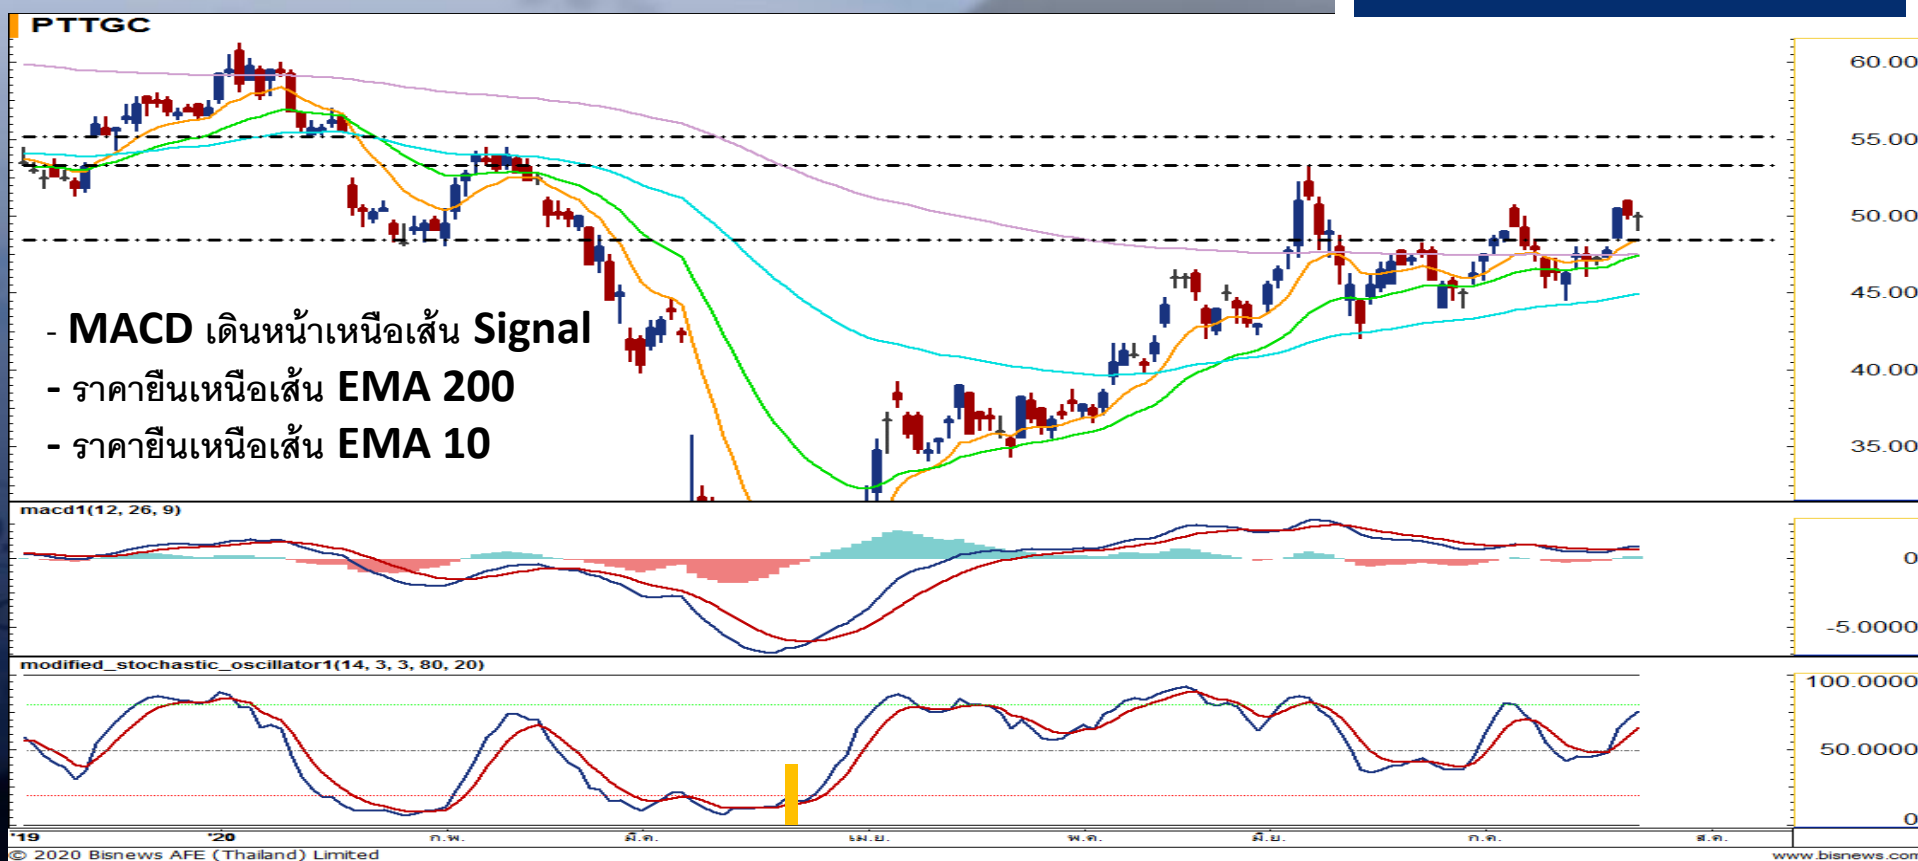 PTTGC
60.00
55.00
50.00
45.00
40.00
35.00
- MACD เดินหน้าเหนือเส้น Signal
- ราคายืนเหนือเส้น EMA 200
- ราคายืนเหนือเส้น EMA 10
macd1(12, 26, 9)
0
-5.0000
modified_stochastic_oscillator1(14, 3, 3, 80, 20)
100.0000
50.0000
0
'19 '20 ก.พ. มี.ค. เม.ย. พ.ค. มิ.ย. ก.ค. ส.ค.
© 2020 Bisnews AFE (Thailand) Limited www.bisnews.com